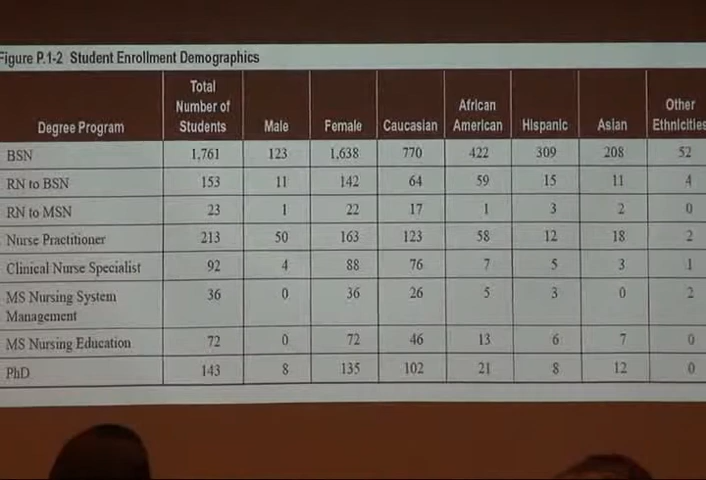 Figure P.1-2 Student Enrollment Demographics
Degree Program Total Number of Students Male Female Caucasian African American Hispanic Asian Other Ethnicities
BSN 1,761 123 1,638 770 422 309 208 52
RN to BSN 153 11 142 64 59 15 11 4
RN to MSN 23 1 22 17 1 3 2 0
Nurse Practitioner 213 50 163 123 58 12 18 2
Clinical Nurse Specialist 92 4 88 76 7 5 3 1
MS Nursing System Management 36 0 36 26 5 3 0 2
MS Nursing Education 72 0 72 46 13 6 7 0
PhD 143 8 135 102 21 8 12 0